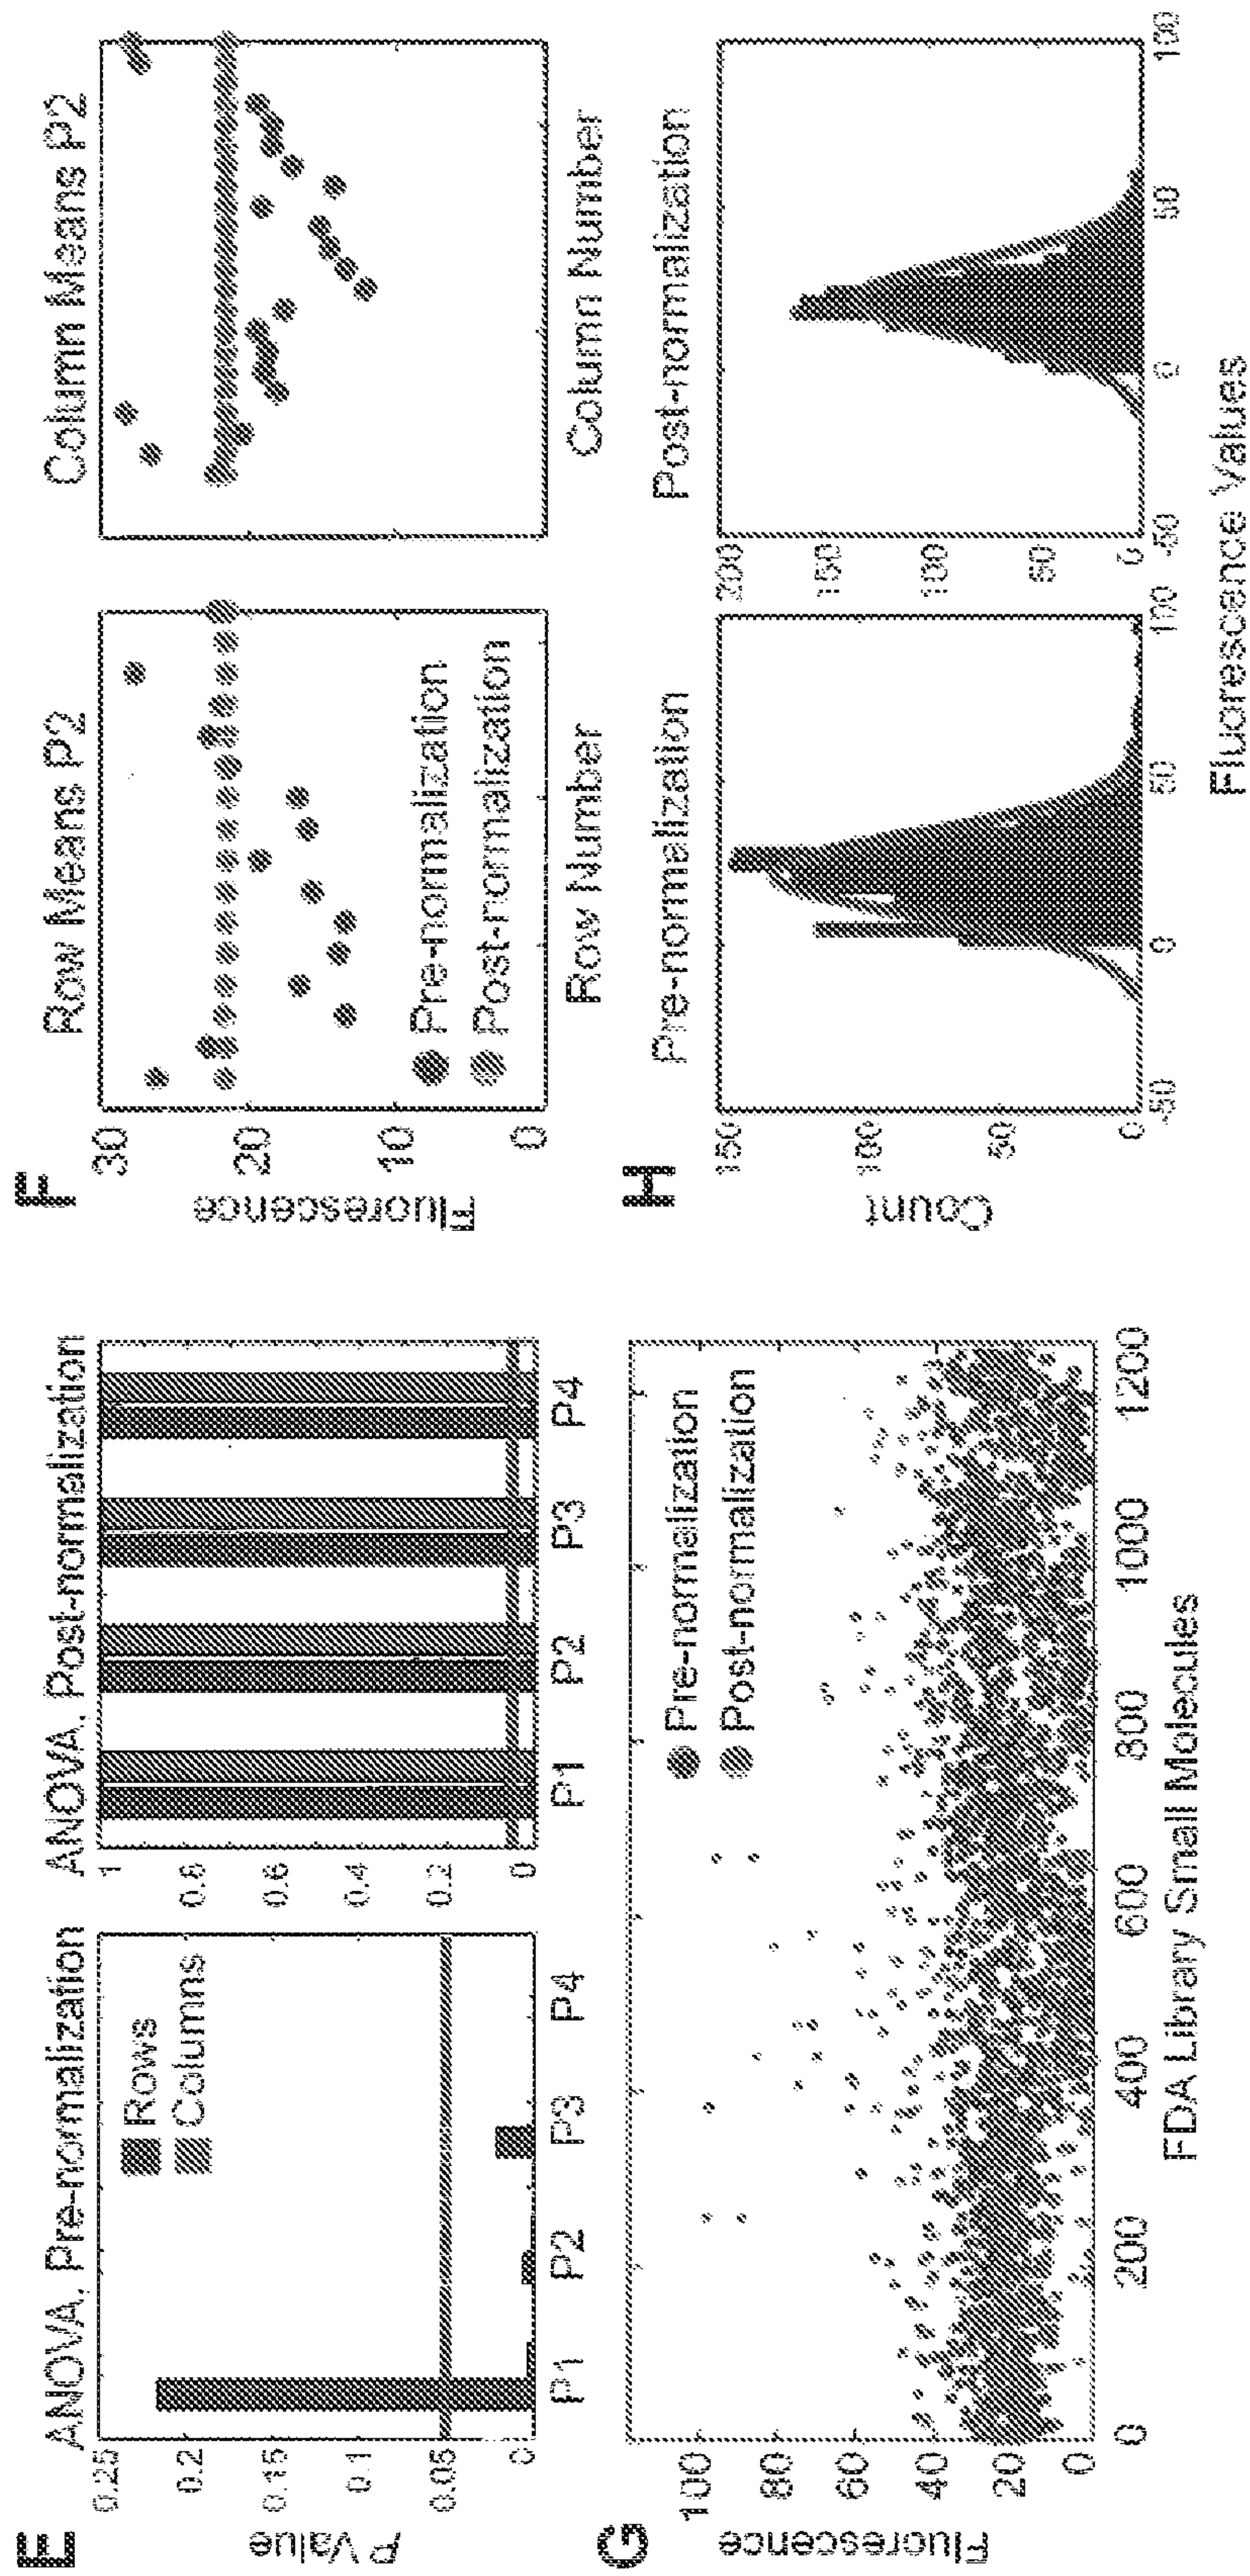 E
ANOVA, Pre-normalization
P Value
0.25
0.2
0.15
0.1
0.05
0
Rows
Columns
P1 P2 P3 P4
ANOVA, Post-normalization
1
0.8
0.6
0.4
0.2
0
P1 P2 P3 P4
F
Row Means P2
Fluorescence
30
20
10
0
Pre-normalization
Post-normalization
Row Number
Column Means P2
Column Number
G
Fluorescence
100
80
60
40
20
0
Pre-normalization
Post-normalization
0 200 400 600 800 1000 1200
FDA Library Small Molecules
H
Pre-normalization
Count
150
100
50
0
-50 0 50 100
Post-normalization
200
150
100
50
0
-50 0 50 100
Fluorescence Values